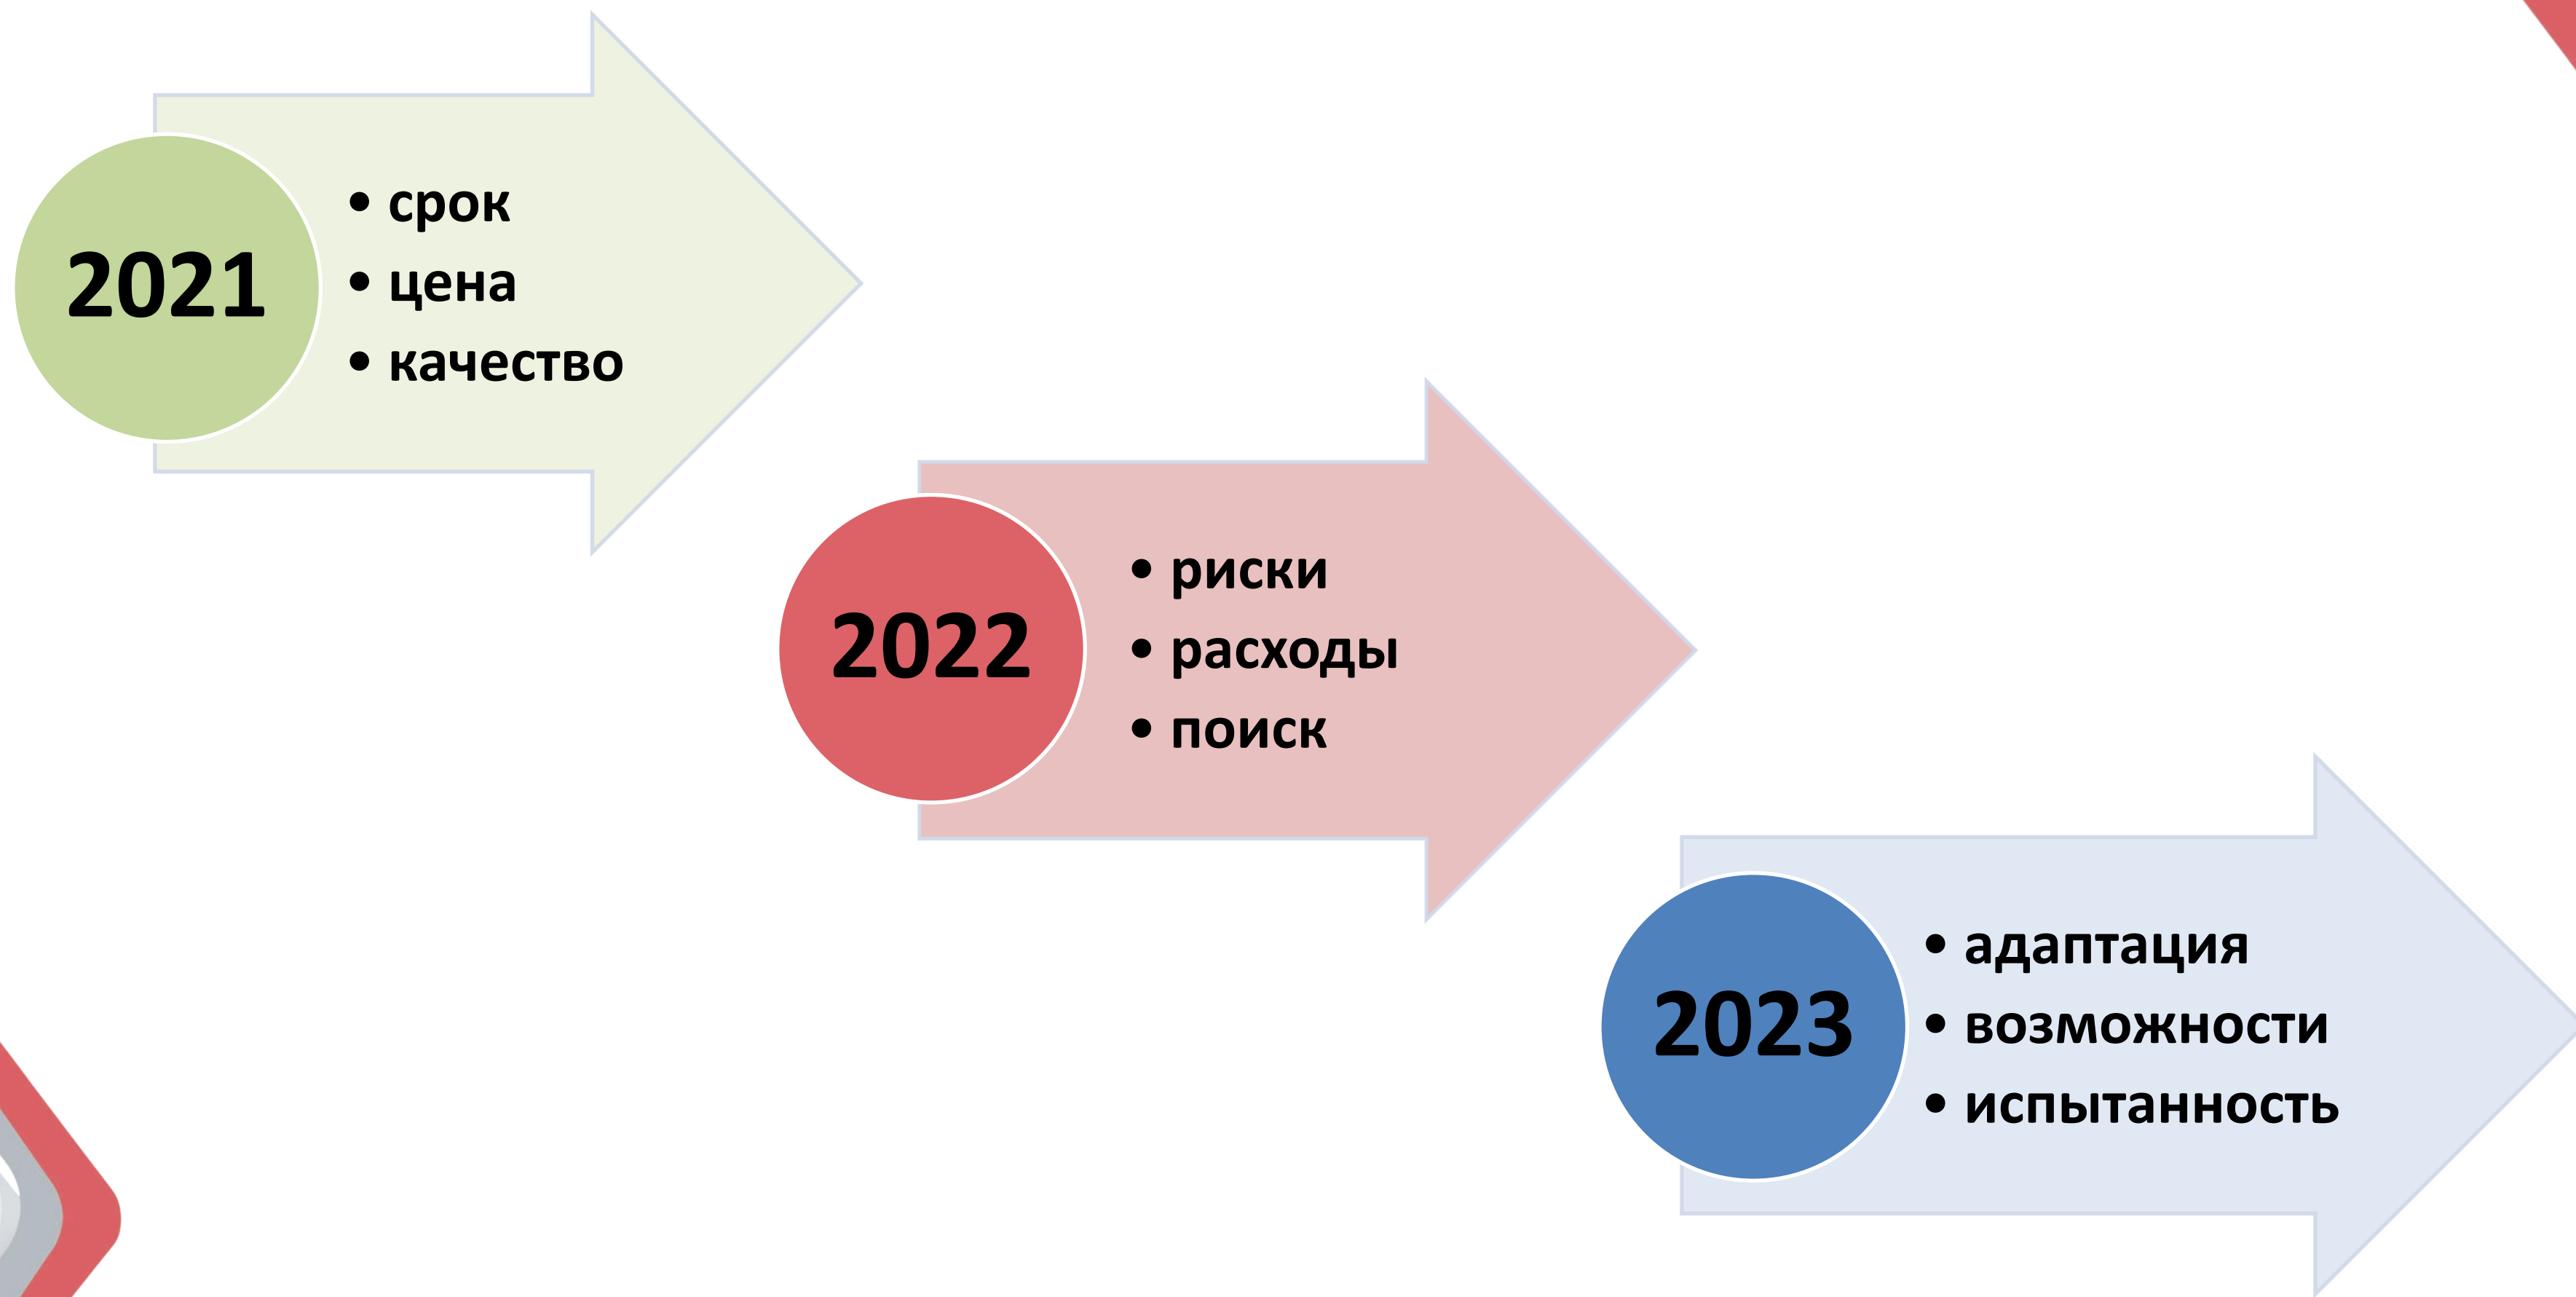 2021
• срок
• цена
• качество
2022
• риски
• расходы
• поиск
2023
• адаптация
• возможности
• испытанность